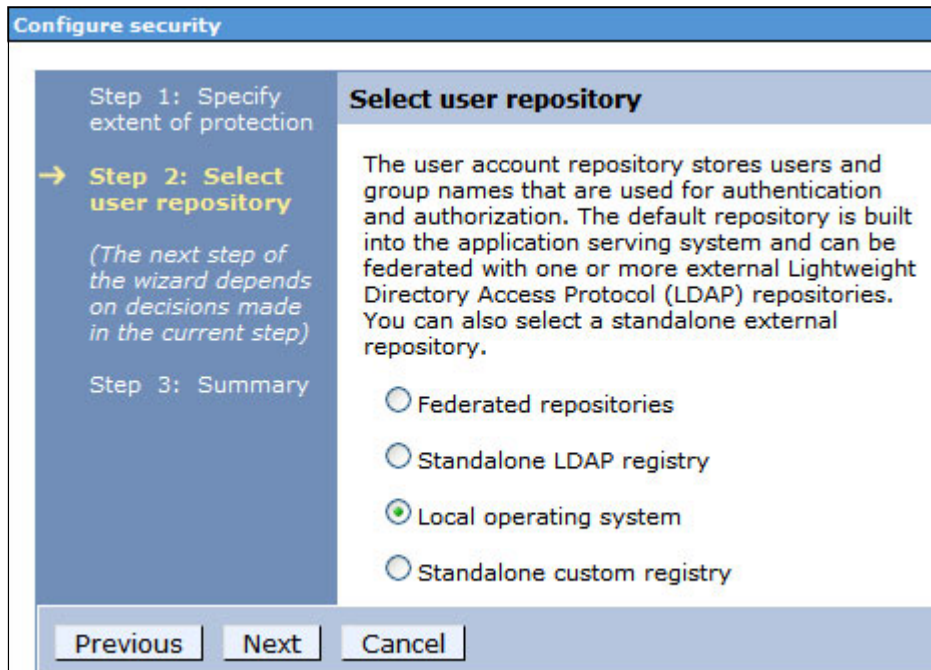 Configure security
Step 1: Specify
extent of protection
→ Step 2: Select
user repository
(The next step of
the wizard depends
on decisions made
in the current step)
Step 3: Summary
Select user repository
The user account repository stores users and
group names that are used for authentication
and authorization. The default repository is built
into the application serving system and can be
federated with one or more external Lightweight
Directory Access Protocol (LDAP) repositories.
You can also select a standalone external
repository.
Federated repositories
Standalone LDAP registry
Local operating system
Standalone custom registry
Previous Next Cancel